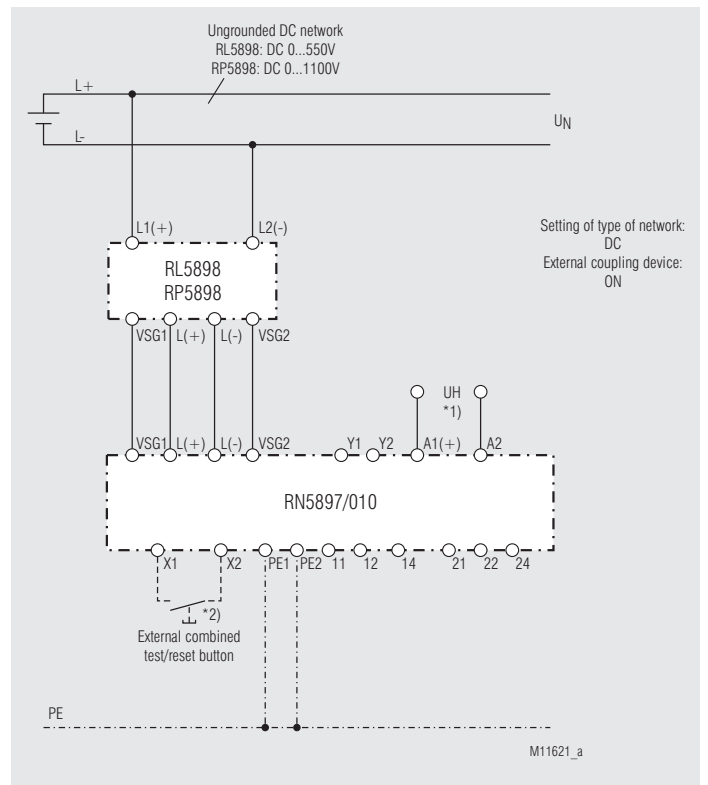 Ungrounded DC network
RL5898: DC 0...550V
RP5898: DC 0...1100V
L+
L-
UN
L1(+)
L2(-)
Setting of type of network:
DC
External coupling device:
ON
RL5898
RP5898
VSG1 L(+) L(-) VSG2
UH
*1)
VSG1 L(+) L(-) VSG2 Y1 Y2 A1(+) A2
RN5897/010
X1 X2 PE1 PE2 11 12 14 21 22 24
*2)
External combined
test/reset button
PE
M11621_a